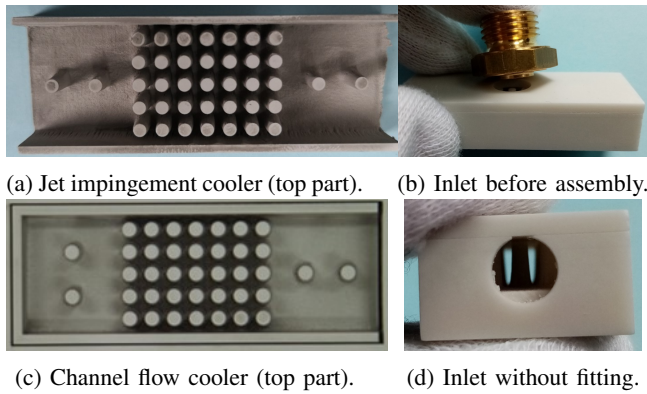 (a) Jet impingement cooler (top part).
(b) Inlet before assembly.
(c) Channel flow cooler (top part).
(d) Inlet without fitting.